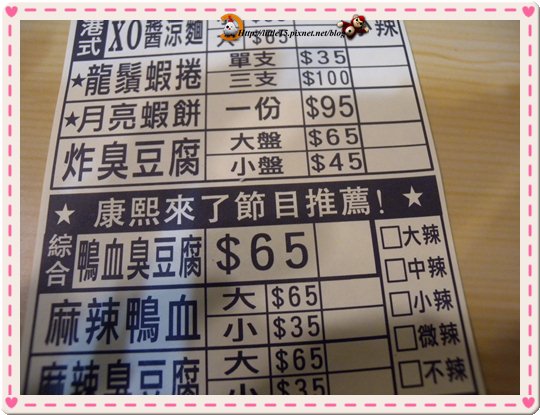 http://ildie15.pixnet.net/blog
港式 XO醬涼麵 大 $65 辣
★龍鬚蝦捲 單支 $35
三支 $100
★月亮蝦餅 一份 $95
炸臭豆腐 大盤 $65
小盤 $45
★ 康熙來了節目推薦! ★
綜合 鴨血臭豆腐 $65
麻辣鴨血 大 $65
小 $35
麻辣臭豆腐 大 $65
小 $35
□大辣
□中辣
□小辣
□微辣
□不辣